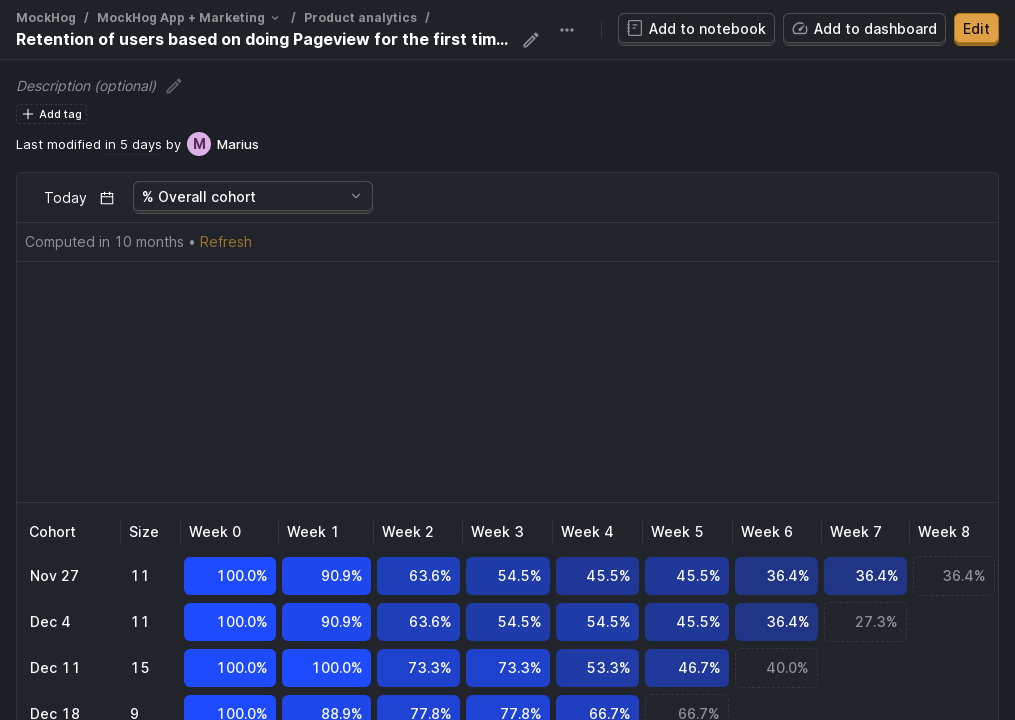 MockHog / MockHog App + Marketing / Product analytics /
Retention of users based on doing Pageview for the first tim...
Add to notebook
Add to dashboard
Edit
Description (optional)
Add tag
Last modified in 5 days by M Marius
Today
% Overall cohort
Computed in 10 months • Refresh
Cohort Size Week 0 Week 1 Week 2 Week 3 Week 4 Week 5 Week 6 Week 7 Week 8
Nov 27 11 100.0% 90.9% 63.6% 54.5% 45.5% 45.5% 36.4% 36.4% 36.4%
Dec 4 11 100.0% 90.9% 63.6% 54.5% 54.5% 45.5% 36.4% 27.3%
Dec 11 15 100.0% 100.0% 73.3% 73.3% 53.3% 46.7% 40.0%
Dec 18 9 100.0% 88.9% 77.8% 77.8% 66.7% 66.7%